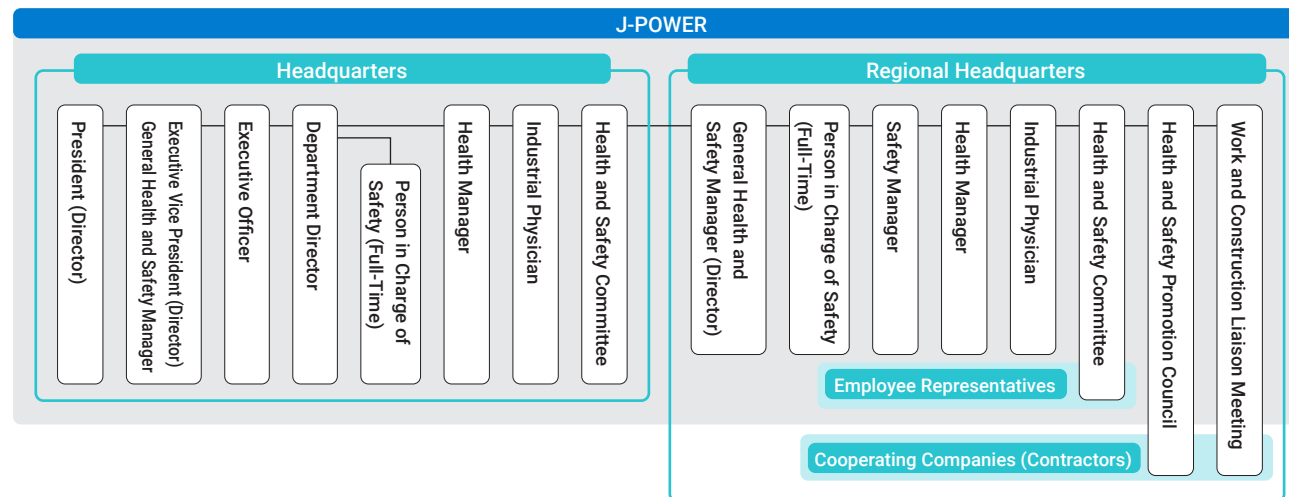 J-POWER
Headquarters
Regional Headquarters
President (Director)
Executive Vice President (Director)
General Health and Safety Manager
Executive Officer
Department Director
Person in Charge of
Safety (Full-Time)
Health Manager
Industrial Physician
Health and Safety Committee
General Health and
Safety Manager (Director)
Person in Charge of Safety
(Full-Time)
Safety Manager
Health Manager
Industrial Physician
Health and Safety Committee
Health and Safety Promotion Council
Work and Construction Liaison Meeting
Employee Representatives
Cooperating Companies (Contractors)